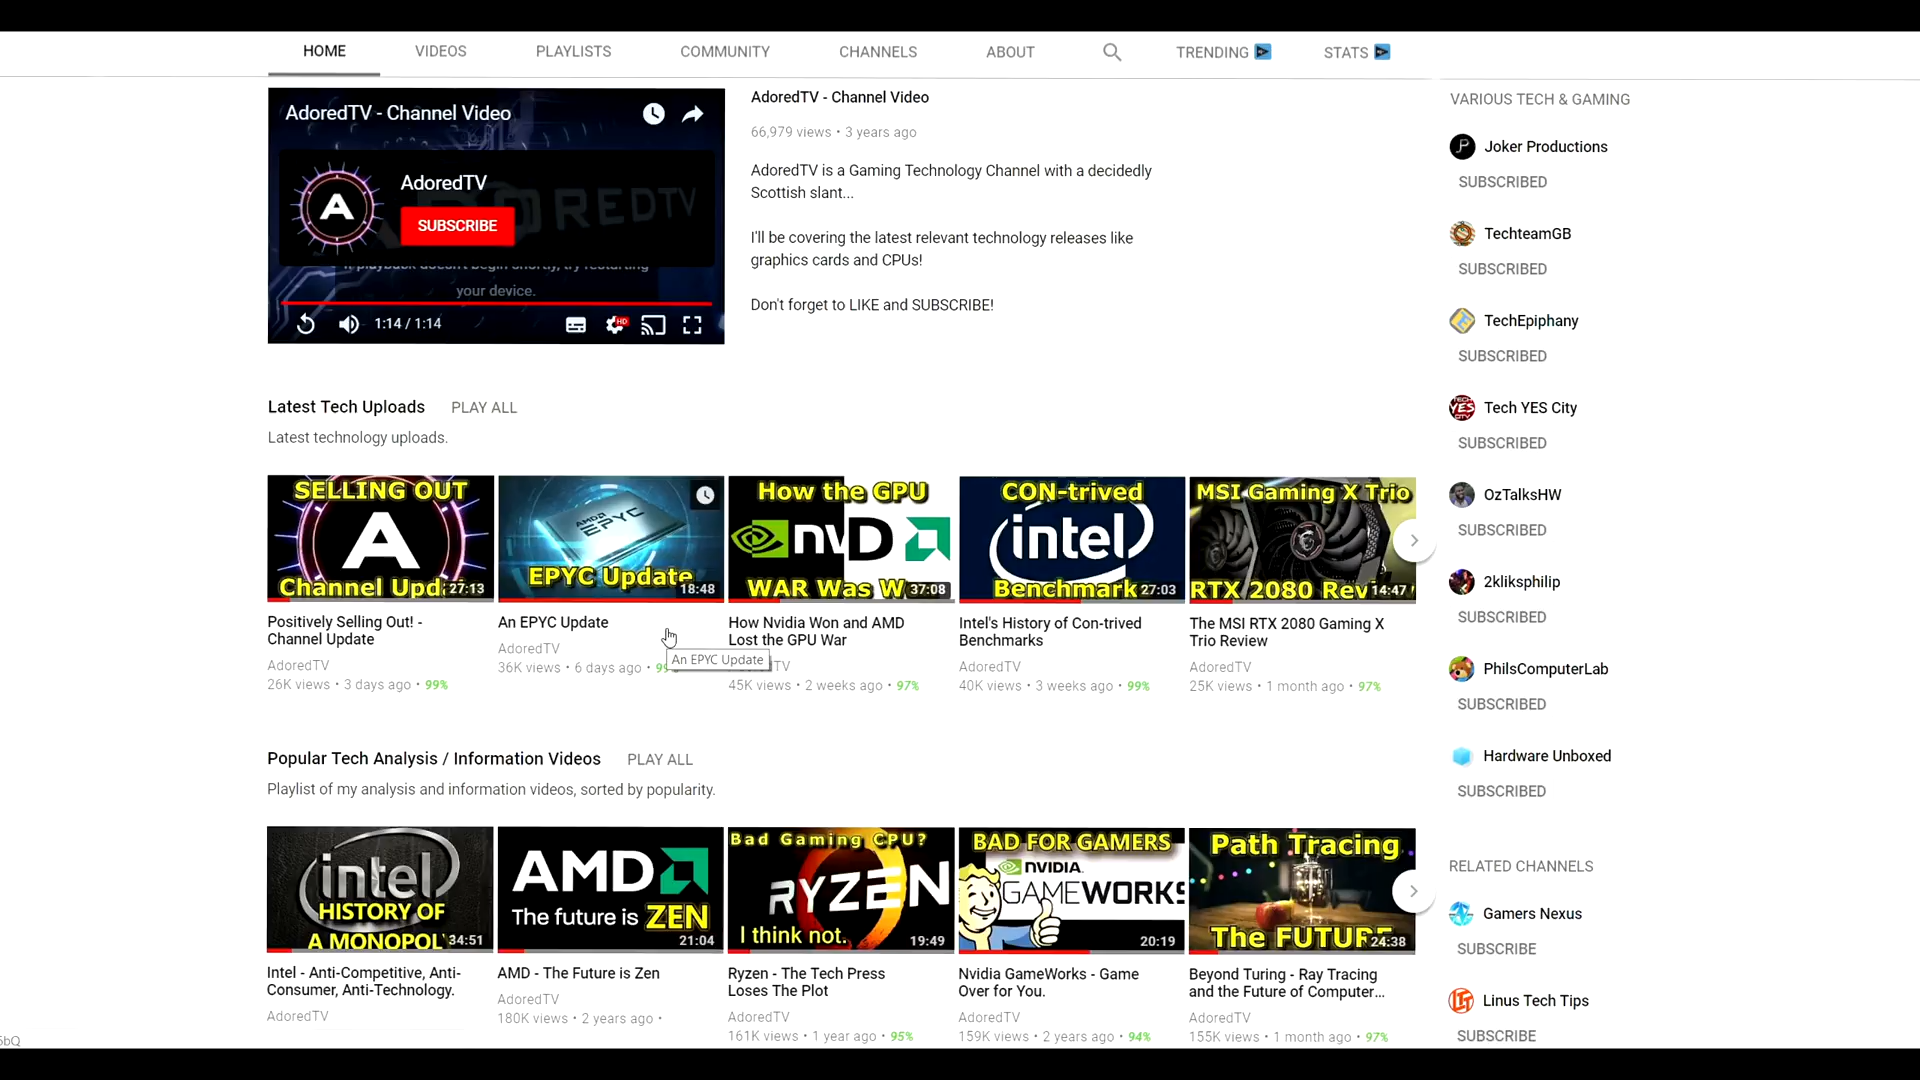 HOME
VIDEOS
PLAYLISTS
COMMUNITY
CHANNELS
ABOUT
TRENDING
STATS
AdoredTV - Channel Video
AdoredTV
SUBSCRIBE
If playback doesn't begin shortly, try restarting
your device.
1:14 / 1:14
HD
AdoredTV - Channel Video
66,979 views • 3 years ago
AdoredTV is a Gaming Technology Channel with a decidedly
Scottish slant...
I'll be covering the latest relevant technology releases like
graphics cards and CPUs!
Don't forget to LIKE and SUBSCRIBE!
Latest Tech Uploads
PLAY ALL
Latest technology uploads.
SELLING OUT
A
Channel Upd
27:13
Positively Selling Out! -
Channel Update
AdoredTV
26K views • 3 days ago • 99%
AMD
EPYC
EPYC Update
18:48
An EPYC Update
AdoredTV
36K views • 6 days ago • 99
An EPYC Update
How the GPU
WAR Was W
37:08
How Nvidia Won and AMD
Lost the GPU War
TV
45K views • 2 weeks ago • 97%
CON-trived
intel
Benchmark
27:03
Intel's History of Con-trived
Benchmarks
AdoredTV
40K views • 3 weeks ago • 99%
MSI Gaming X Trio
RTX 2080 Rev
14:47
The MSI RTX 2080 Gaming X
Trio Review
AdoredTV
25K views • 1 month ago • 97%
Popular Tech Analysis / Information Videos
PLAY ALL
Playlist of my analysis and information videos, sorted by popularity.
intel
HISTORY OF
A MONOPOL
34:51
Intel - Anti-Competitive, Anti-
Consumer, Anti-Technology.
AdoredTV
AMD
The future is ZEN
21:04
AMD - The Future is Zen
AdoredTV
180K views • 2 years ago •
Bad Gaming CPU?
RYZEN
I think not.
19:49
Ryzen - The Tech Press
Loses The Plot
AdoredTV
161K views • 1 year ago • 95%
BAD FOR GAMERS
NVIDIA.
GAMEWORKS
20:19
Nvidia GameWorks - Game
Over for You.
AdoredTV
159K views • 2 years ago • 94%
Path Tracing
The FUTURE
24:38
Beyond Turing - Ray Tracing
and the Future of Computer...
AdoredTV
155K views • 1 month ago • 97%
VARIOUS TECH & GAMING
Joker Productions
SUBSCRIBED
TechteamGB
SUBSCRIBED
TechEpiphany
SUBSCRIBED
Tech YES City
SUBSCRIBED
OzTalksHW
SUBSCRIBED
2kliksphilip
SUBSCRIBED
PhilsComputerLab
SUBSCRIBED
Hardware Unboxed
SUBSCRIBED
RELATED CHANNELS
Gamers Nexus
SUBSCRIBE
Linus Tech Tips
SUBSCRIBE